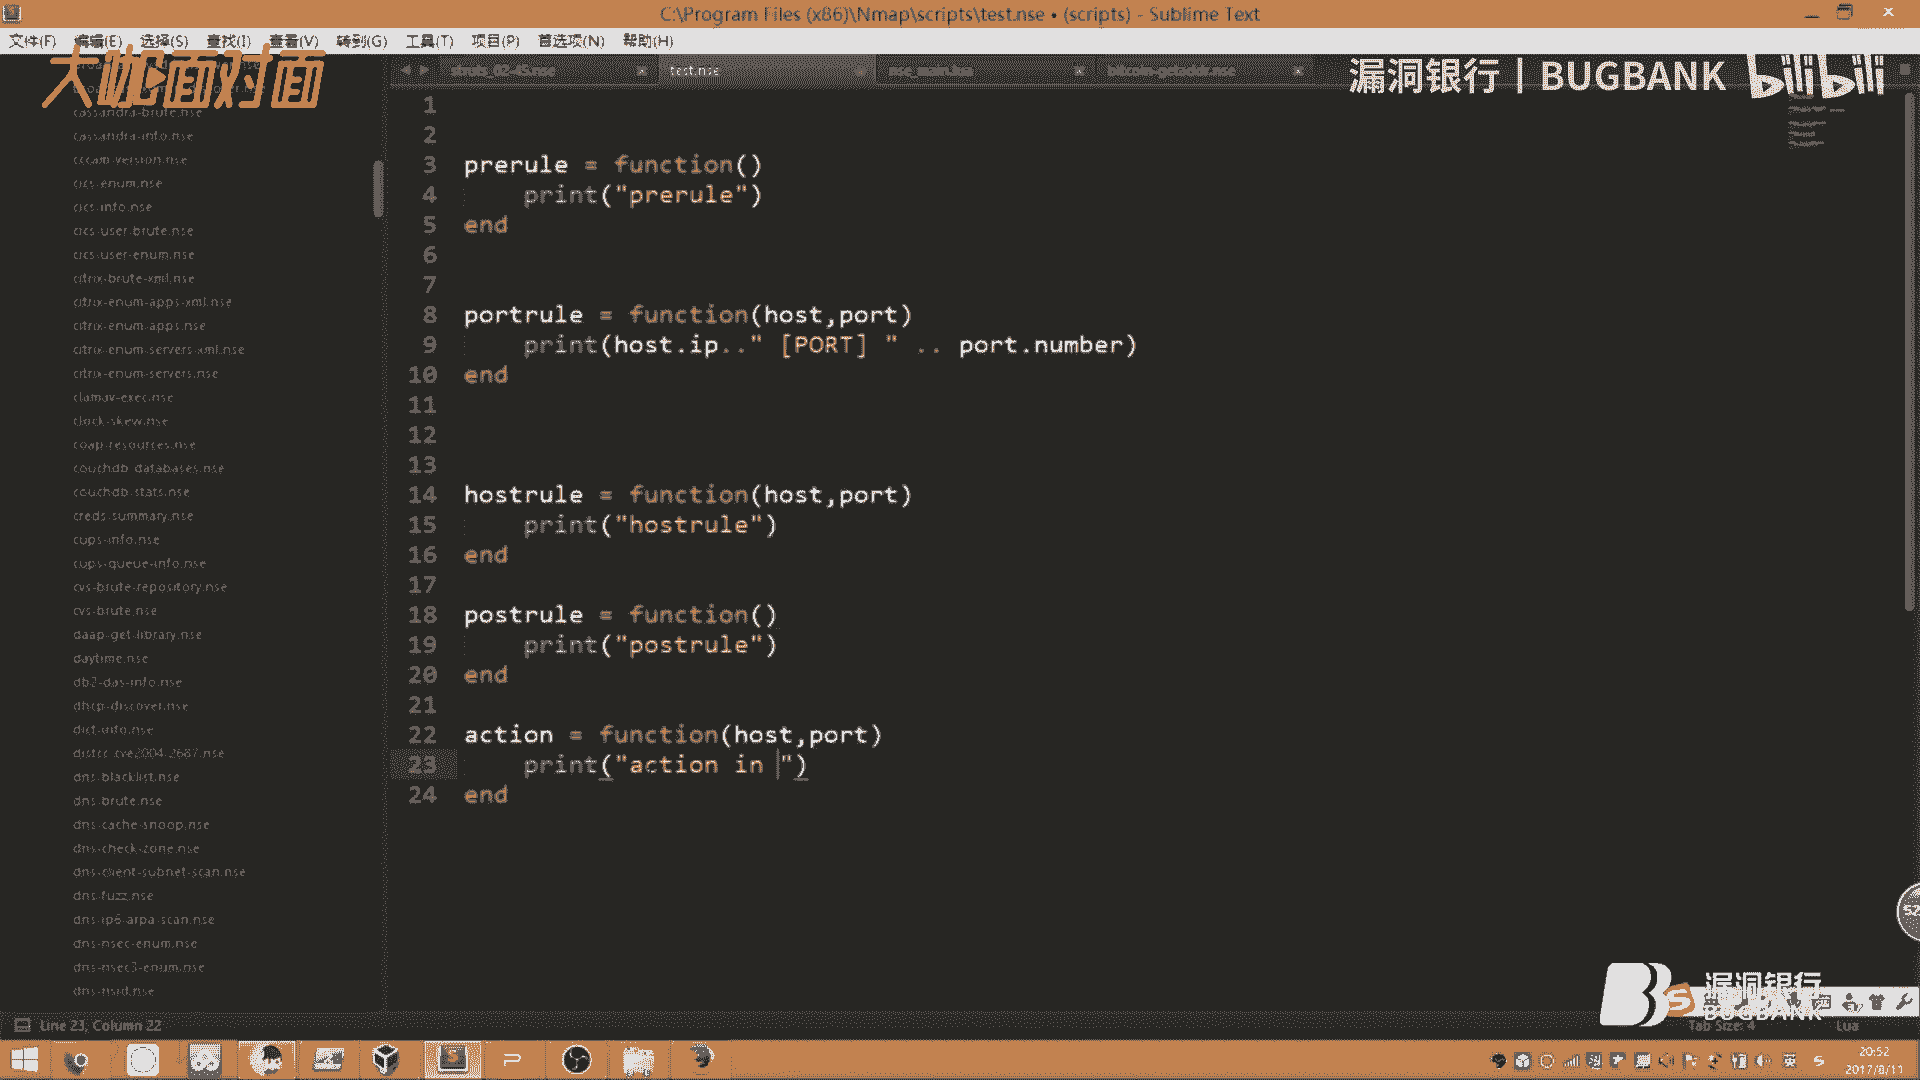 C:\Program Files (x86)\Nmap\scripts\test.nse • (scripts) - Sublime Text
文件(F) 编辑(E) 选择(S) 查找(I) 查看(V) 转到(G) 工具(T) 项目(P) 首选项(N) 帮助(H)
大咖面对面
漏洞银行 | BUGBANK bilibili
struts_02-45.nse
test.nse
nse_main.lua
bitcoin-getaddr.nse
cassandra-brute.nse
cassandra-info.nse
cccam-version.nse
cics-enum.nse
cics-info.nse
cics-user-brute.nse
cics-user-enum.nse
citrix-brute-xml.nse
citrix-enum-apps-xml.nse
citrix-enum-apps.nse
citrix-enum-servers-xml.nse
citrix-enum-servers.nse
clamav-exec.nse
clock-skew.nse
coap-resources.nse
couchdb-databases.nse
couchdb-stats.nse
creds-summary.nse
cups-info.nse
cups-queue-info.nse
cvs-brute-repository.nse
cvs-brute.nse
daap-get-library.nse
daytime.nse
db2-das-info.nse
dhcp-discover.nse
dict-info.nse
distcc-cve2004-2687.nse
dns-blacklist.nse
dns-brute.nse
dns-cache-snoop.nse
dns-check-zone.nse
dns-client-subnet-scan.nse
dns-fuzz.nse
dns-ip6-arpa-scan.nse
dns-nsec-enum.nse
dns-nsec3-enum.nse
dns-nsid.nse
1
2
3 prerule = function()
4 print("prerule")
5 end
6
7
8 portrule = function(host,port)
9 print(host.ip.." [PORT] " .. port.number)
10 end
11
12
13
14 hostrule = function(host,port)
15 print("hostrule")
16 end
17
18 postrule = function()
19 print("postrule")
20 end
21
22 action = function(host,port)
23 print("action in ")
24 end
52
漏洞银行
BUGBANK
Line 23, Column 22
Tab Size: 4
Lua
20:52
2017/8/11